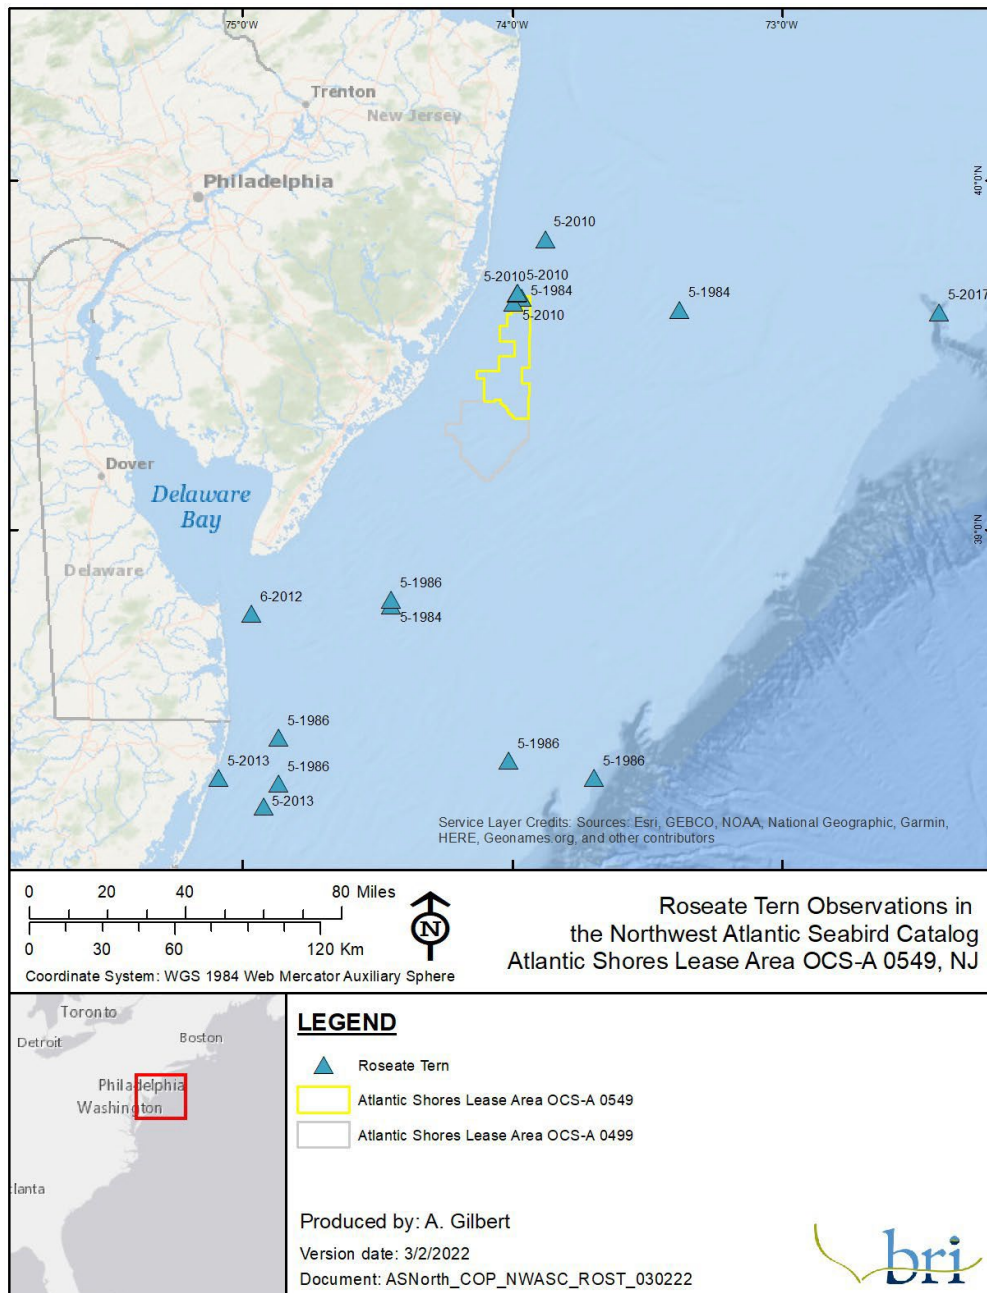 75°0'W
74°0'W
73°0'W
Trenton
New Jersey
Philadelphia
40°0'N
5-2010
5-2010
5-2010
5-1984
5-2010
5-1984
5-2017
Dover
Delaware
Bay
39°0'N
Delaware
6-2012
5-1986
5-1984
5-1986
5-2013
5-1986
5-2013
5-1986
5-1986
Service Layer Credits: Sources: Esri, GEBCO, NOAA, National Geographic, Garmin,
HERE, Geonames.org, and other contributors
0 20 40 80 Miles
0 30 60 120 Km
Coordinate System: WGS 1984 Web Mercator Auxiliary Sphere
N
Roseate Tern Observations in
the Northwest Atlantic Seabird Catalog
Atlantic Shores Lease Area OCS-A 0549, NJ
Toronto
Detroit
Boston
Philadelphia
Washington
lanta
LEGEND
Roseate Tern
Atlantic Shores Lease Area OCS-A 0549
Atlantic Shores Lease Area OCS-A 0499
Produced by: A. Gilbert
Version date: 3/2/2022
Document: ASNorth_COP_NWASC_ROST_030222
bri